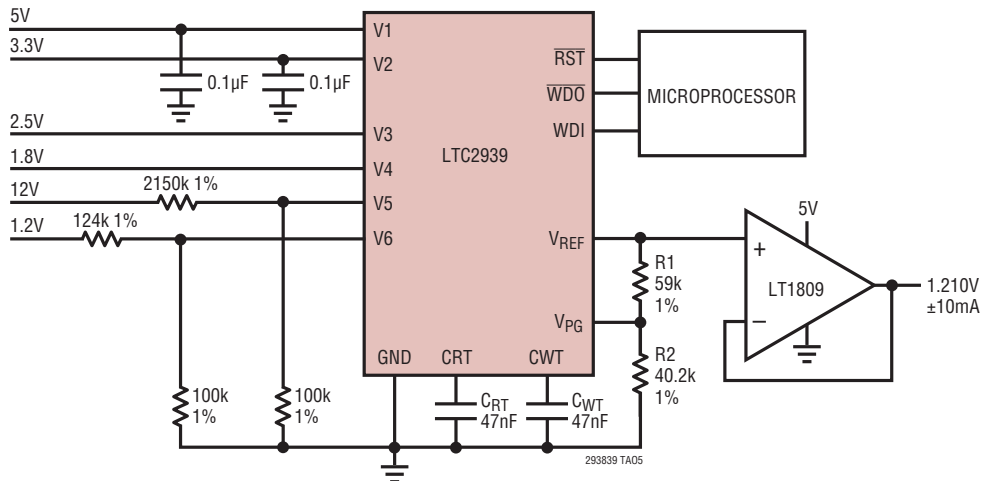 5V
V1
3.3V
V2
0.1µF
0.1µF
RST
WDO
WDI
MICROPROCESSOR
2.5V
V3
LTC2939
1.8V
V4
12V
2150k 1%
V5
1.2V
124k 1%
V6
VREF
R1
59k
1%
VPG
R2
40.2k
1%
5V
+
–
LT1809
1.210V
±10mA
GND
CRT
CWT
100k
1%
100k
1%
CRT
47nF
CWT
47nF
293839 TA05